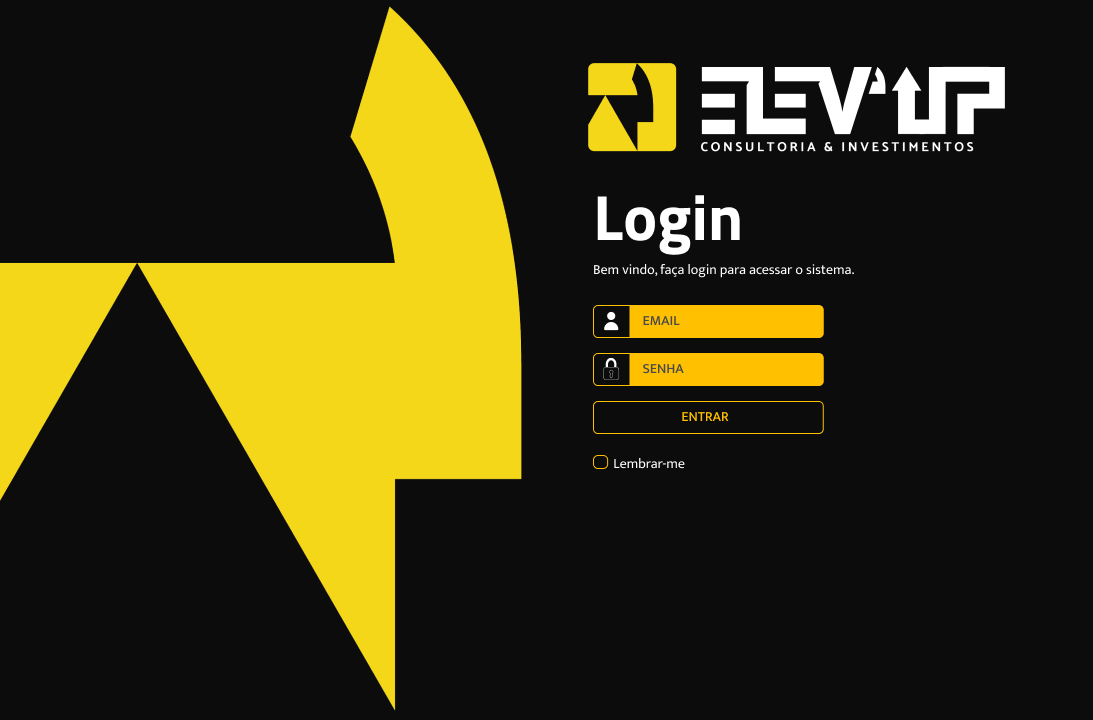 ELEV'UP
CONSULTORIA & INVESTIMENTOS
Login
Bem vindo, faça login para acessar o sistema.
EMAIL
SENHA
ENTRAR
Lembrar-me